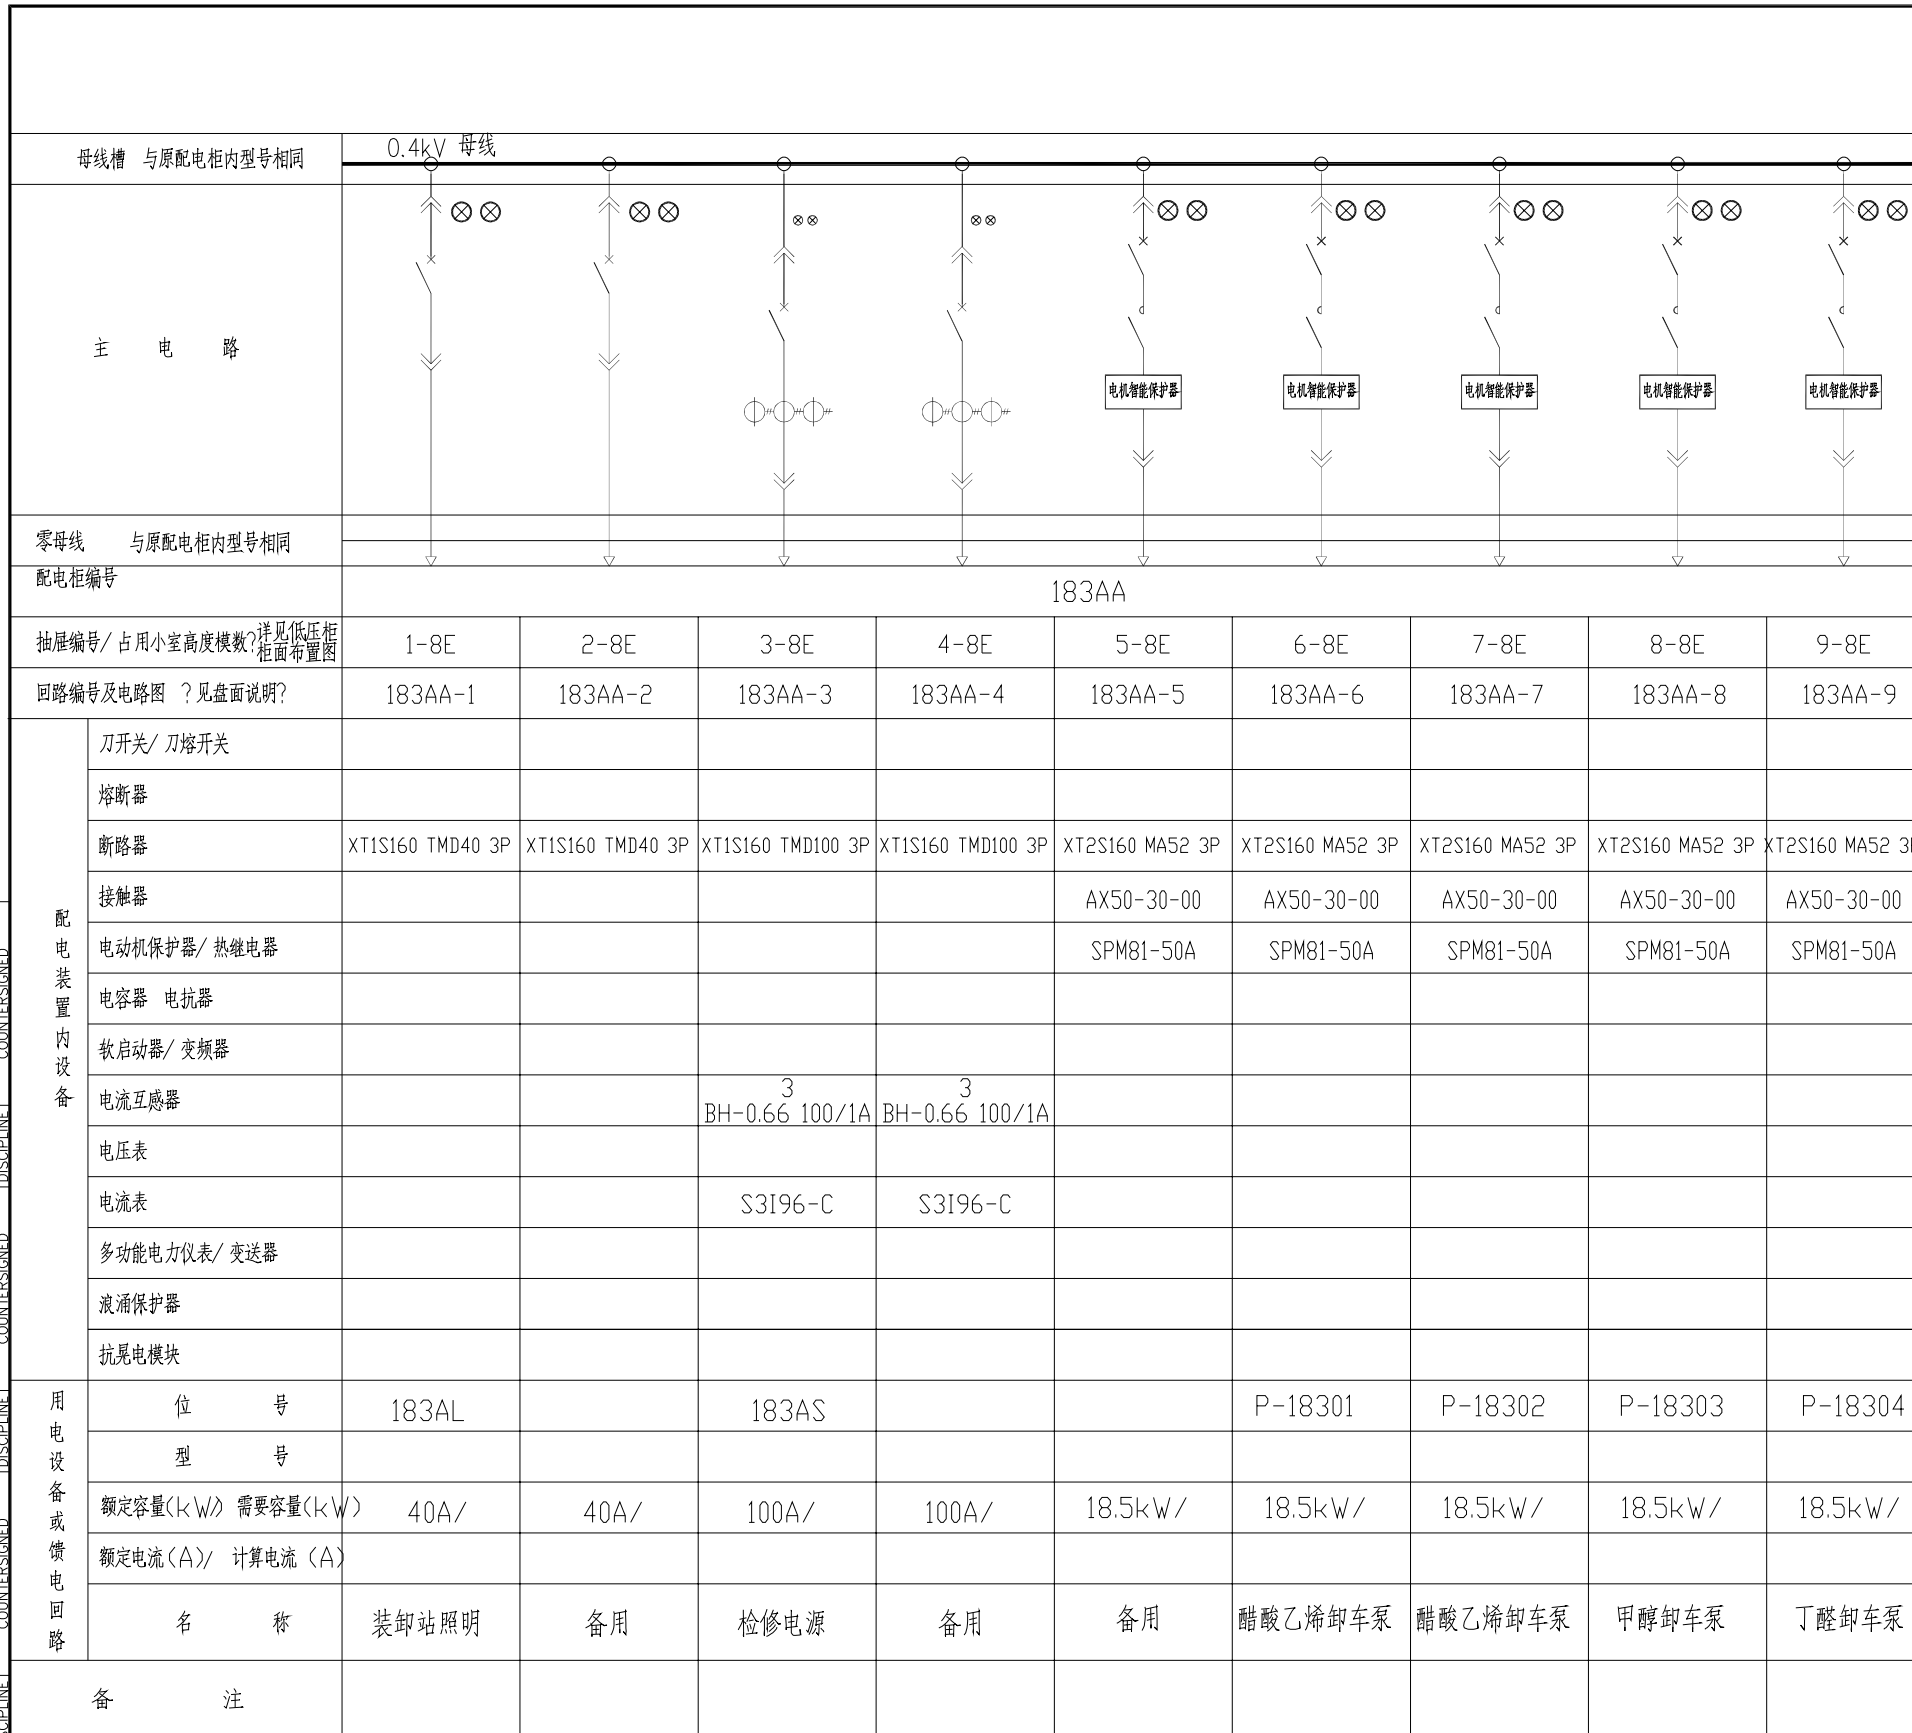 母线槽 与原配电柜内型号相同
0.4kV 母线
主 电 路
电机智能保护器 电机智能保护器 电机智能保护器 电机智能保护器 电机智能保护器
零母线 与原配电柜内型号相同
配电柜编号
183AA
抽屉编号/占用小室高度模数?详见低压柜
柜面布置图
1-8E 2-8E 3-8E 4-8E 5-8E 6-8E 7-8E 8-8E 9-8E
回路编号及电路图 ?见盘面说明?
183AA-1 183AA-2 183AA-3 183AA-4 183AA-5 183AA-6 183AA-7 183AA-8 183AA-9
配电装置内设备
刀开关/刀熔开关
熔断器
断路器 XT1S160 TMD40 3P XT1S160 TMD40 3P XT1S160 TMD100 3P XT1S160 TMD100 3P XT2S160 MA52 3P XT2S160 MA52 3P XT2S160 MA52 3P XT2S160 MA52 3P XT2S160 MA52 3P
接触器 AX50-30-00 AX50-30-00 AX50-30-00 AX50-30-00 AX50-30-00
电动机保护器/热继电器 SPM81-50A SPM81-50A SPM81-50A SPM81-50A SPM81-50A
电容器 电抗器
软启动器/变频器
电流互感器
3 3
BH-0.66 100/1A BH-0.66 100/1A
电压表
电流表 S3I96-C S3I96-C
多功能电力仪表/变送器
浪涌保护器
抗晃电模块
用电设备或馈电回路
位 号 183AL 183AS P-18301 P-18302 P-18303 P-18304
型 号
额定容量(kW)/ 需要容量(kW) 40A/ 40A/ 100A/ 100A/ 18.5kW/ 18.5kW/ 18.5kW/ 18.5kW/ 18.5kW/
额定电流(A)/ 计算电流(A)
名 称 装卸站照明 备用 检修电源 备用 备用 醋酸乙烯卸车泵 醋酸乙烯卸车泵 甲醇卸车泵 丁醛卸车泵
备 注
COUNTERSIGNED
DISCIPLINE
COUNTERSIGNED
DISCIPLINE
COUNTERSIGNED